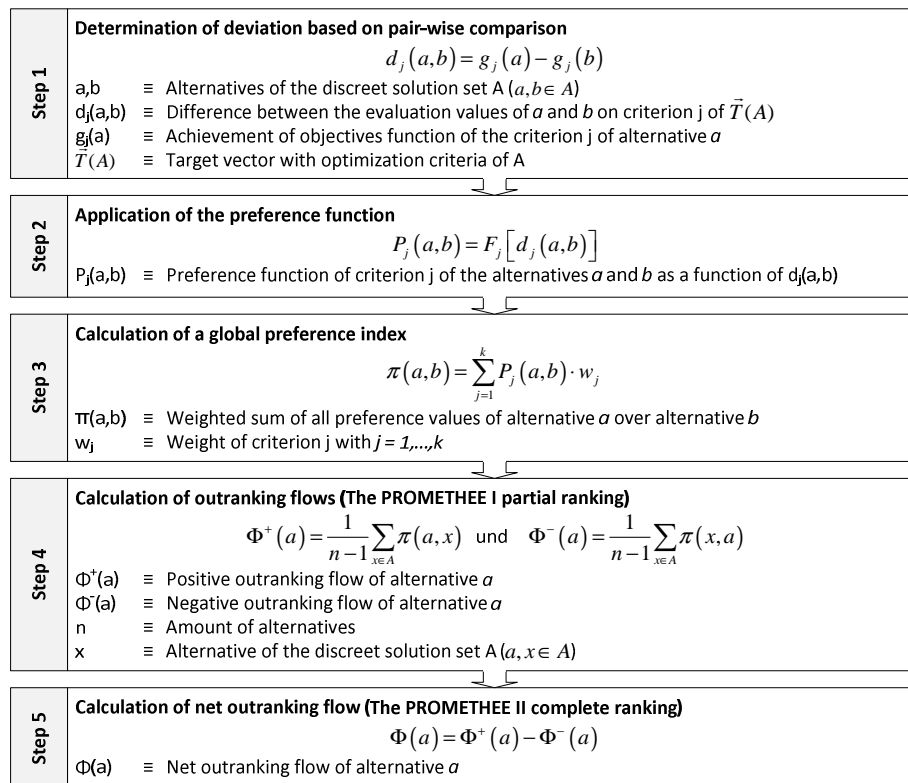 Step 1
Determination of deviation based on pair-wise comparison
d_j(a,b) = g_j(a) − g_j(b)
a,b ≡ Alternatives of the discreet solution set A (a,b ∈ A)
d_j(a,b) ≡ Difference between the evaluation values of a and b on criterion j of T⃗(A)
g_j(a) ≡ Achievement of objectives function of the criterion j of alternative a
T⃗(A) ≡ Target vector with optimization criteria of A
Step 2
Application of the preference function
P_j(a,b) = F_j[d_j(a,b)]
P_j(a,b) ≡ Preference function of criterion j of the alternatives a and b as a function of d_j(a,b)
Step 3
Calculation of a global preference index
π(a,b) = ∑_{j=1}^{k} P_j(a,b) · w_j
π(a,b) ≡ Weighted sum of all preference values of alternative a over alternative b
w_j ≡ Weight of criterion j with j = 1,...,k
Step 4
Calculation of outranking flows (The PROMETHEE I partial ranking)
Φ⁺(a) = 1/(n−1) ∑_{x∈A} π(a,x) und Φ⁻(a) = 1/(n−1) ∑_{x∈A} π(x,a)
Φ⁺(a) ≡ Positive outranking flow of alternative a
Φ⁻(a) ≡ Negative outranking flow of alternative a
n ≡ Amount of alternatives
x ≡ Alternative of the discreet solution set A (a,x ∈ A)
Step 5
Calculation of net outranking flow (The PROMETHEE II complete ranking)
Φ(a) = Φ⁺(a) − Φ⁻(a)
Φ(a) ≡ Net outranking flow of alternative a